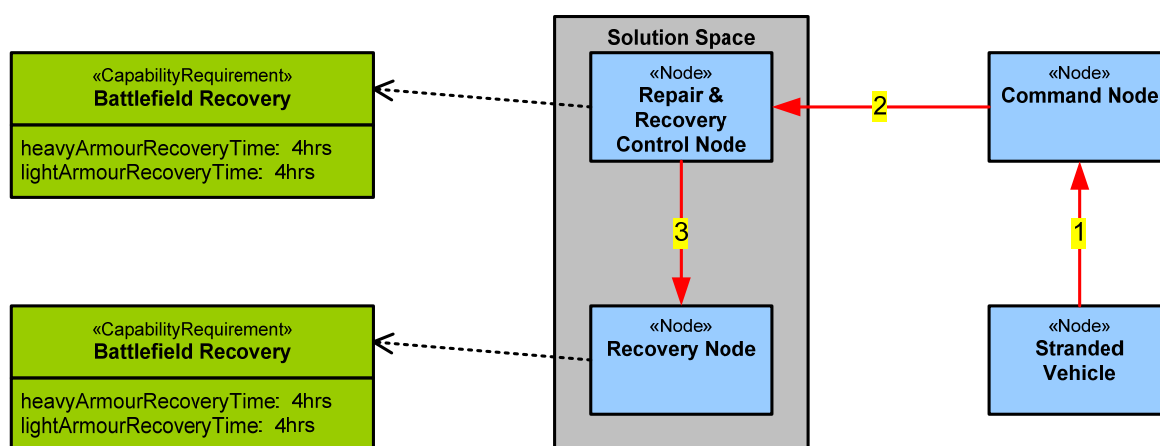 Solution Space
«CapabilityRequirement»
Battlefield Recovery
heavyArmourRecoveryTime: 4hrs
lightArmourRecoveryTime: 4hrs
«Node»
Repair &
Recovery
Control Node
2
«Node»
Command Node
3
1
«CapabilityRequirement»
Battlefield Recovery
heavyArmourRecoveryTime: 4hrs
lightArmourRecoveryTime: 4hrs
«Node»
Recovery Node
«Node»
Stranded
Vehicle